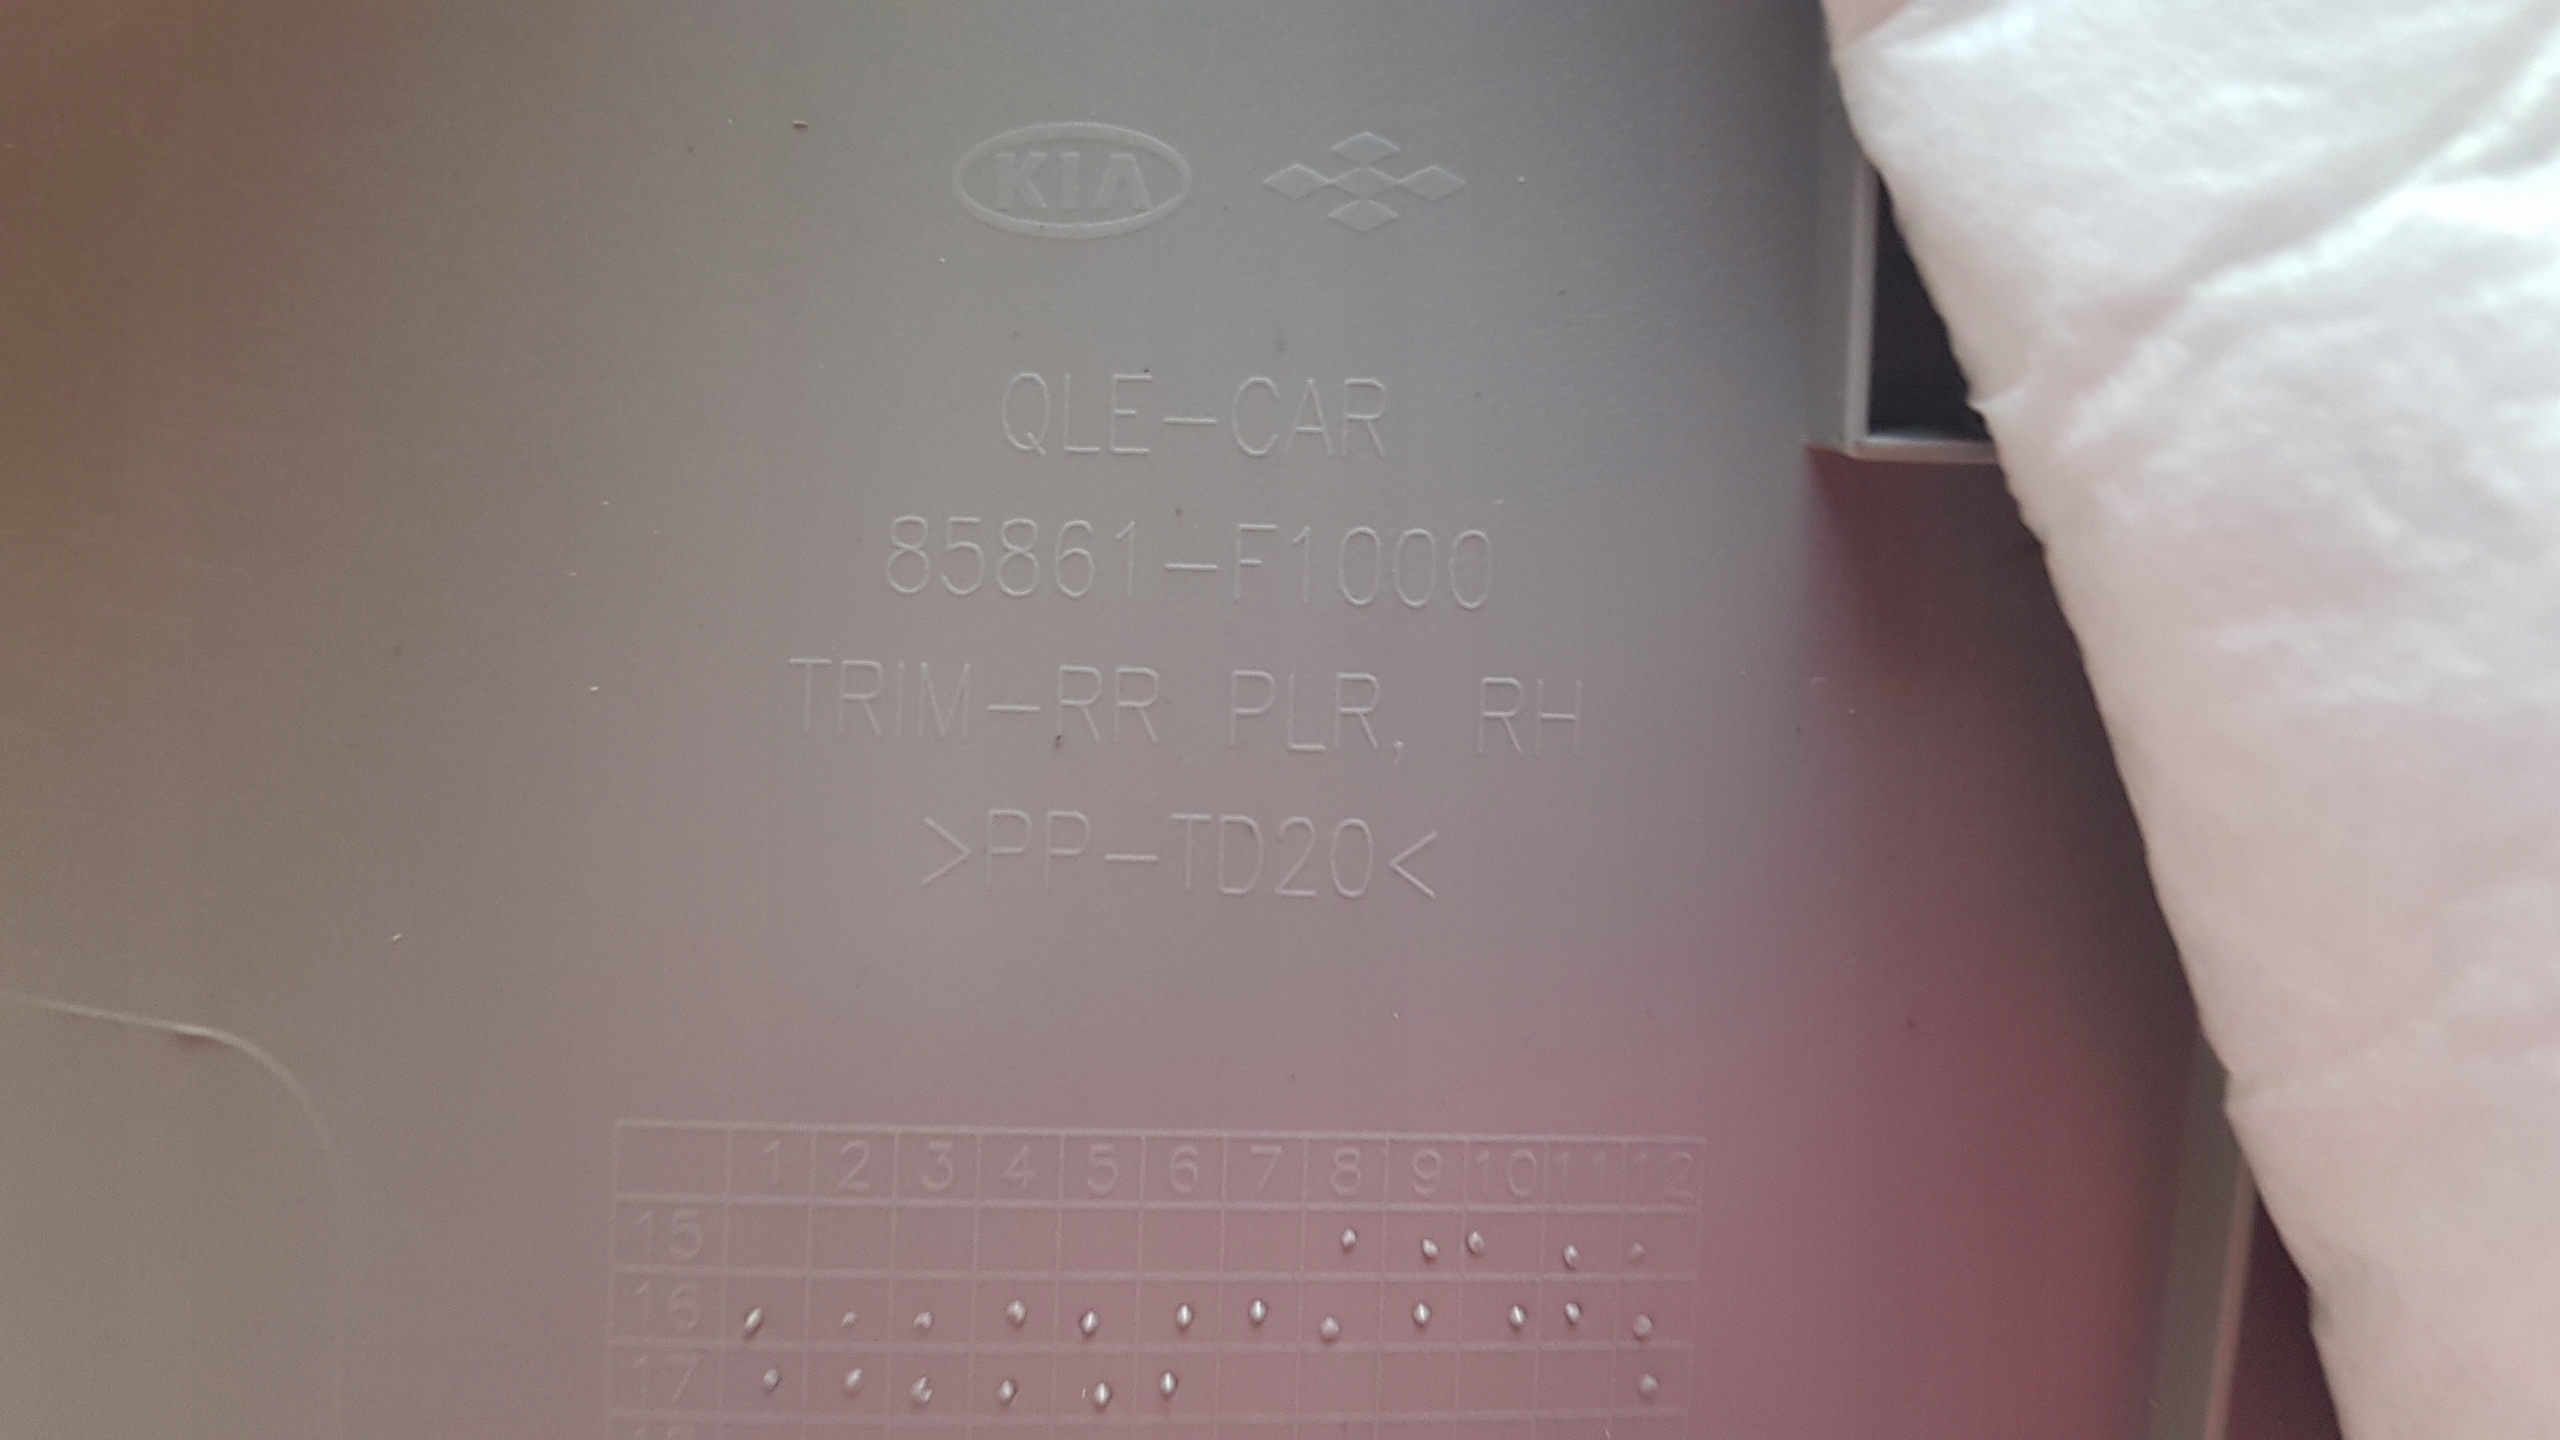 KIA
QLE-CAR
85861-F1000
TRIM-RR PLR, RH
>PP-TD20<
1 2 3 4 5 6 7 8 9 10 11 12
15
16
17